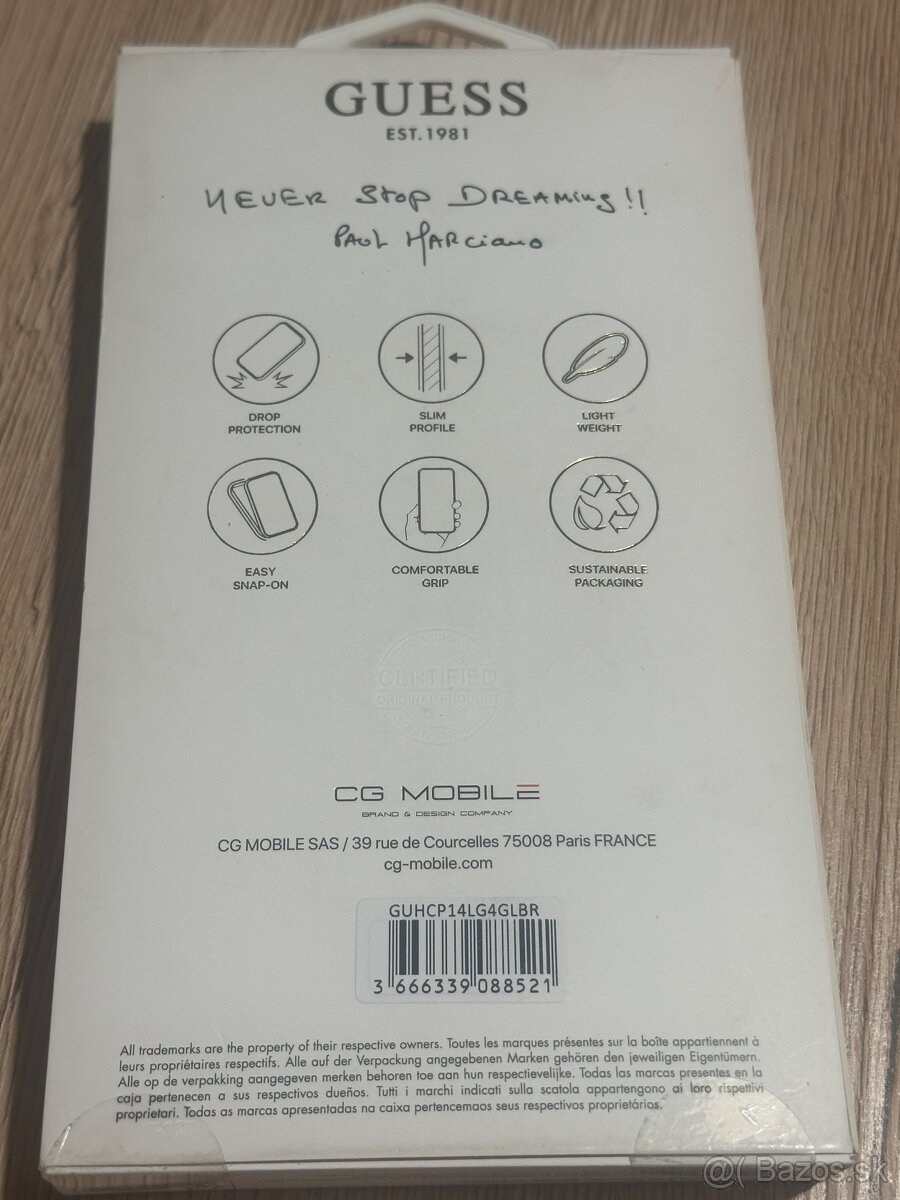 GUESS
EST.1981
NEVER Stop DREAMing!!
PAUL MARCiano
DROP
PROTECTION
SLIM
PROFILE
LIGHT
WEIGHT
EASY
SNAP-ON
COMFORTABLE
GRIP
SUSTAINABLE
PACKAGING
CERTIFIED
ORIGINAL PRODUCT
CG MOBILE
BRAND & DESIGN COMPANY
CG MOBILE SAS / 39 rue de Courcelles 75008 Paris FRANCE
cg-mobile.com
GUHCP14LG4GLBR
3 666339 088521
All trademarks are the property of their respective owners. Toutes les marques présentes sur la boîte appartiennent à
leurs propriétaires respectifs. Alle auf der Verpackung angegebenen Marken gehören den jeweiligen Eigentümern.
Alle op de verpakking aangegeven merken behoren toe aan hun respectievelijke. Todas las marcas presentes en la
caja pertenecen a sus respectivos dueños. Tutti i marchi indicati sulla scatola appartengono ai loro rispettivi
proprietari. Todas as marcas apresentadas na caixa pertencemaos seus respectivos proprietários.
@( Bazos.sk